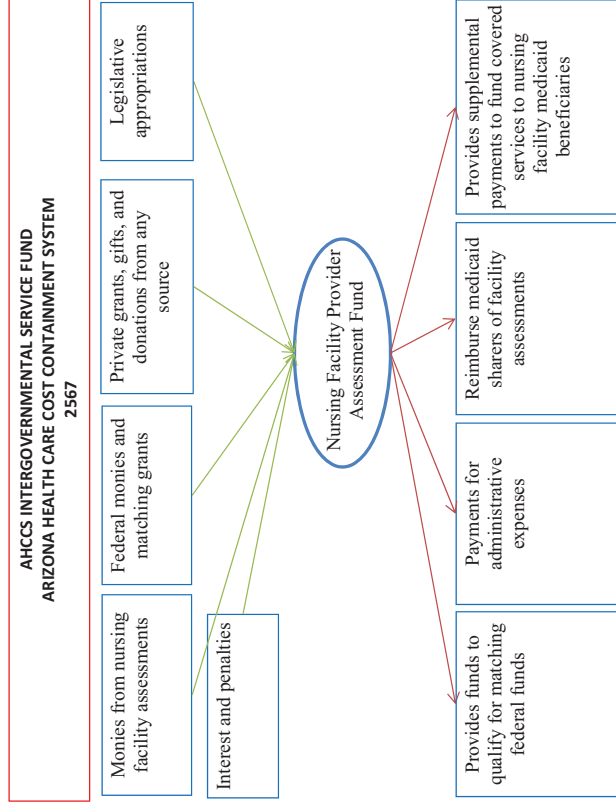 AHCCS INTERGOVERNMENTAL SERVICE FUND
ARIZONA HEALTH CARE COST CONTAINMENT SYSTEM
2567
Monies from nursing
facility assessments
Federal monies and
matching grants
Private grants, gifts, and
donations from any
source
Legislative
appropriations
Interest and penalties
Nursing Facility Provider
Assessment Fund
Provides funds to
qualify for matching
federal funds
Payments for
administrative
expenses
Reimburse medicaid
sharers of facility
assessments
Provides supplemental
payments to fund covered
services to nursing
facility medicaid
beneficiaries